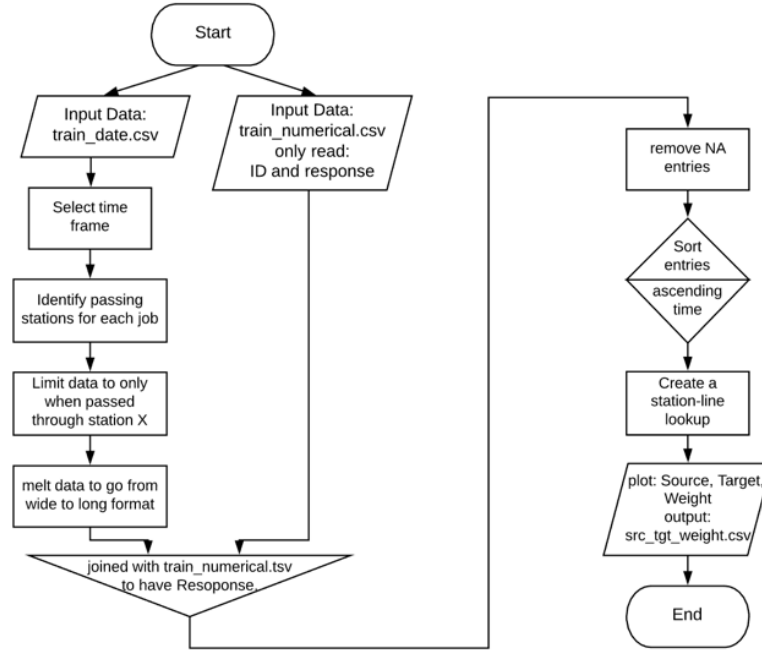 Start
Input Data:
train_date.csv
Input Data:
train_numerical.csv
only read:
ID and response
Select time
frame
Identify passing
stations for each job
Limit data to only
when passed
through station X
melt data to go from
wide to long format
joined with train_numerical.tsv
to have Resoponse.
remove NA
entries
Sort
entries
ascending
time
Create a
station-line
lookup
plot: Source, Target,
Weight
output:
src_tgt_weight.csv
End